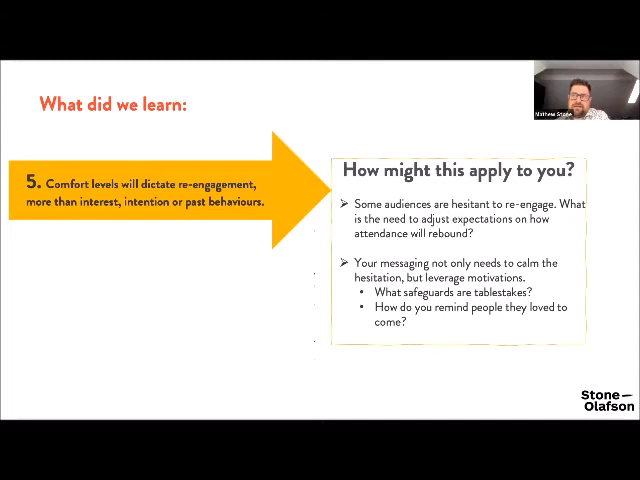 What did we learn:
Mathew Stone
5. Comfort levels will dictate re-engagement,
more than interest, intention or past behaviours.
How might this apply to you?
➢ Some audiences are hesitant to re-engage. What
is the need to adjust expectations on how
attendance will rebound?
➢ Your messaging not only needs to calm the
hesitation, but leverage motivations.
• What safeguards are tablestakes?
• How do you remind people they loved to
come?
Stone—
Olafson